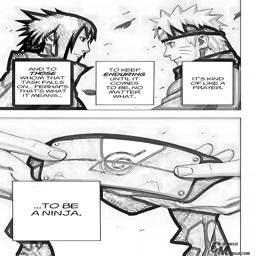 AND TO
THOSE
WHOM THAT
TASK FALLS
ON... PERHAPS
THAT'S WHAT
IT MEANS...
TO KEEP
ENDURING
UNTIL IT
COMES
TO BE, NO
MATTER
WHAT.
IT'S KIND
OF LIKE A
PRAYER.
...TO BE
A NINJA.